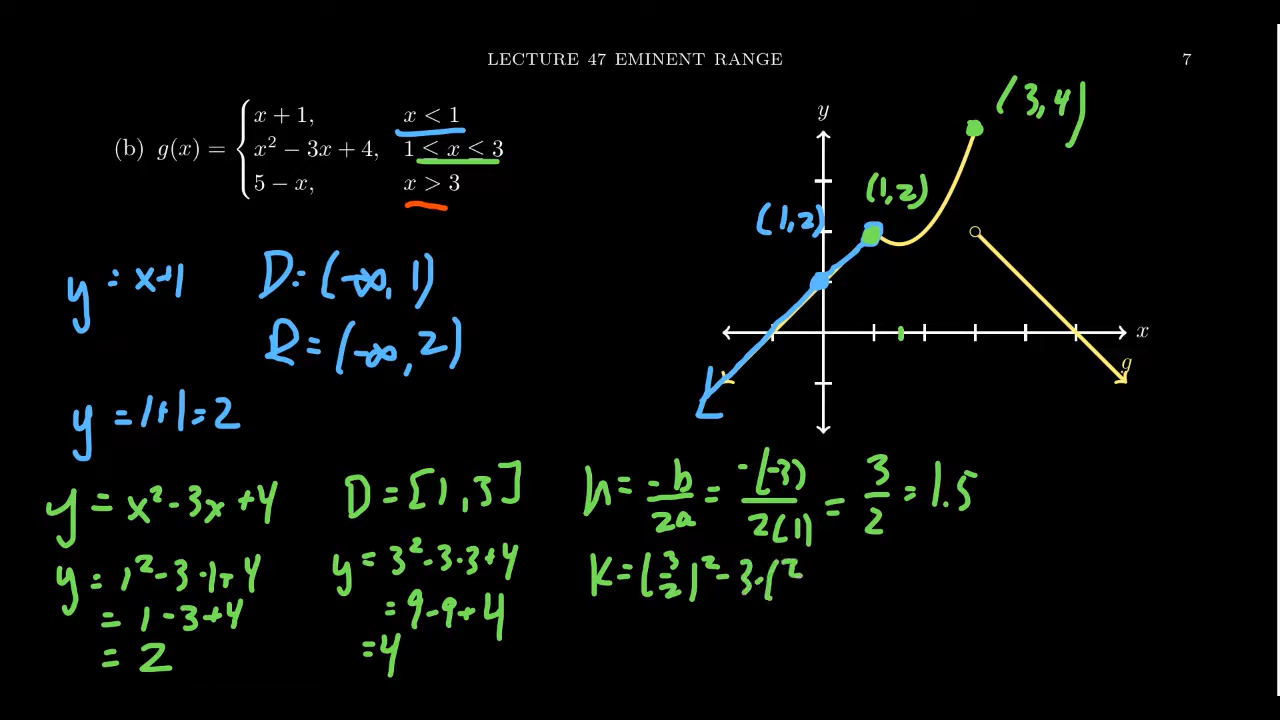 LECTURE 47 EMINENT RANGE
7
(b) g(x) = { x + 1, x < 1
x² − 3x + 4, 1 ≤ x ≤ 3
5 − x, x > 3
y
(3,4)
(1,2)
(1,2)
x
g
y = x+1 D = (-∞, 1)
R = (-∞, 2)
y = 1+1 = 2
y = x² - 3x + 4 D = [1, 3] h = -b/2a = -(-3)/2(1) = 3/2 = 1.5
y = 1² - 3·1 + 4 y = 3² - 3·3 + 4 K = (3/2)² - 3·(²
= 1 - 3 + 4 = 9 - 9 + 4
= 2 = 4